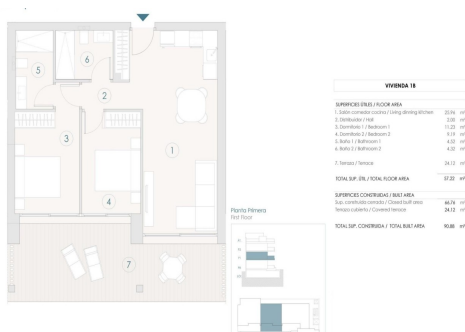 VIVIENDA 18
SUPERFICIES ÚTILES / FLOOR AREA
1. Salón comedor cocina / Living dinning kitchen 25,96 m²
2. Distribuidor / Hall 2,00 m²
3. Dormitorio 1 / Bedroom 1 11,23 m²
4. Dormitorio 2 / Bedroom 2 9,19 m²
5. Baño 1 / Bathroom 1 4,52 m²
6. Baño 2 / Bathroom 2 4,32 m²
7. Terraza / Terrace 24,12 m²
TOTAL SUP. ÚTIL / TOTAL FLOOR AREA 57,22 m²
SUPERFICIES CONSTRUIDAS / BUILT AREA
Sup. construida cerrada / Closed built area 66,76 m²
Terraza cubierta / Covered terrace 24,12 m²
TOTAL SUP. CONSTRUIDA / TOTAL BUILT AREA 90,88 m²
Planta Primera
First Floor
1
2
3
4
5
6
7